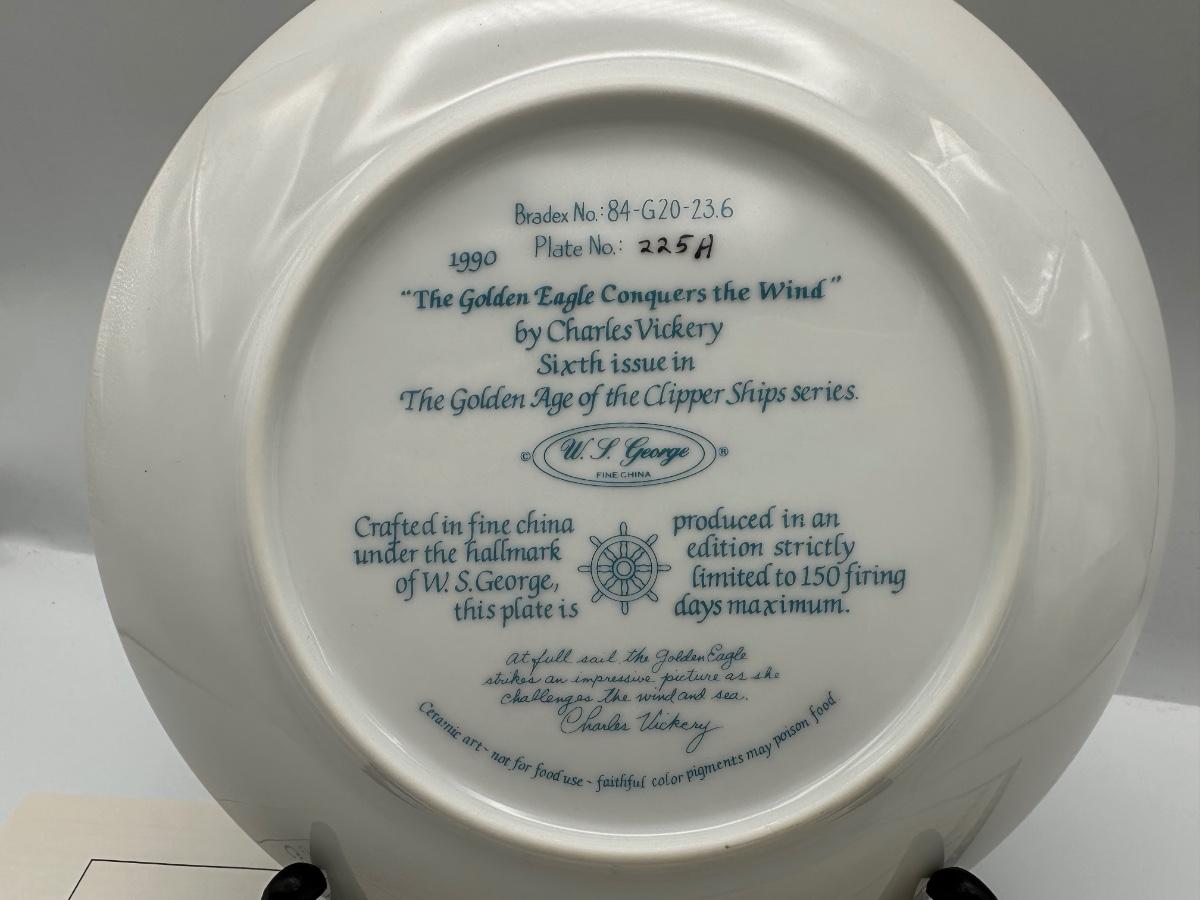 Bradex No.: 84-G20-23.6
1990 Plate No.: 225A
"The Golden Eagle Conquers the Wind"
by Charles Vickery
Sixth issue in
The Golden Age of the Clipper Ships series.
© W. S. George ®
FINE CHINA
Crafted in fine china
under the hallmark
of W. S. George,
this plate is
produced in an
edition strictly
limited to 150 firing
days maximum.
At full sail, the Golden Eagle
strikes an impressive picture as she
challenges the wind and sea.
Charles Vickery
Ceramic art - not for food use - faithful color pigments may poison food